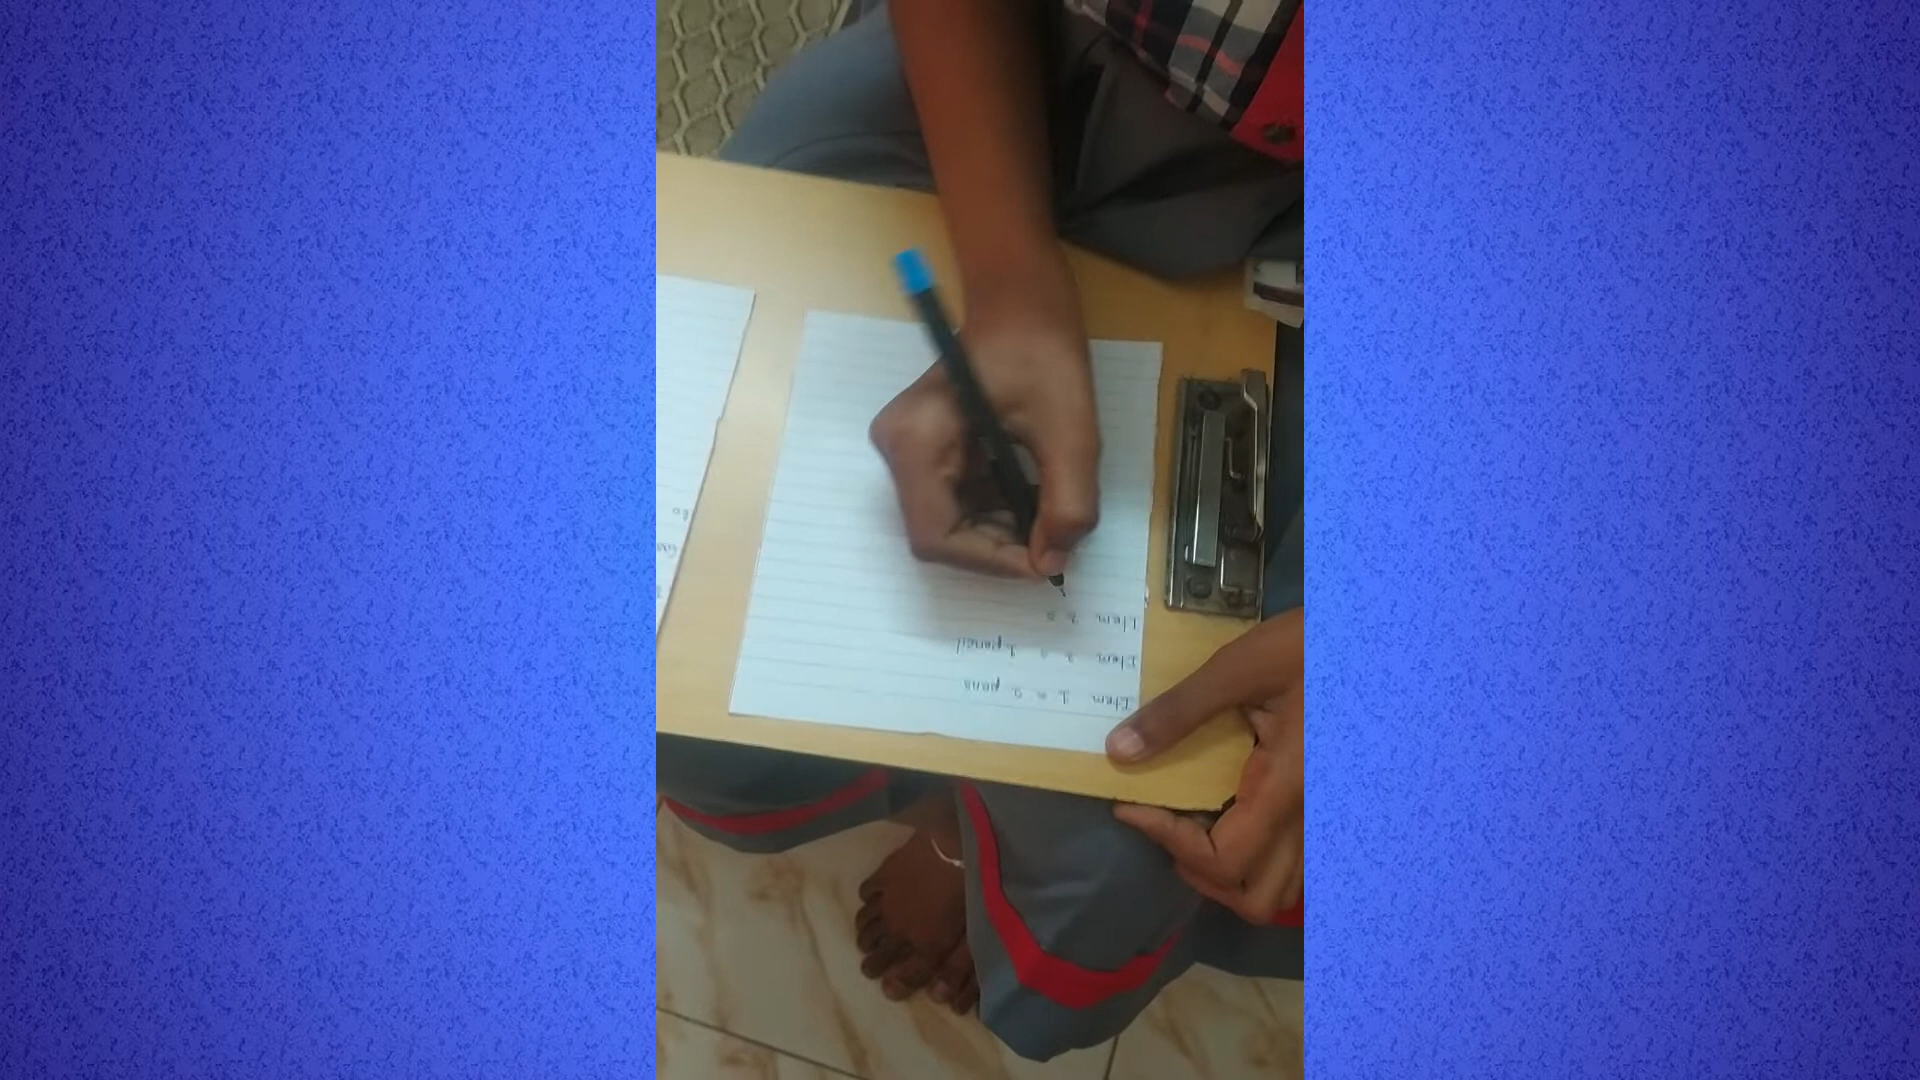 Item 1 = 2 pens
Item 2 = 1 pencil
Item 3 =